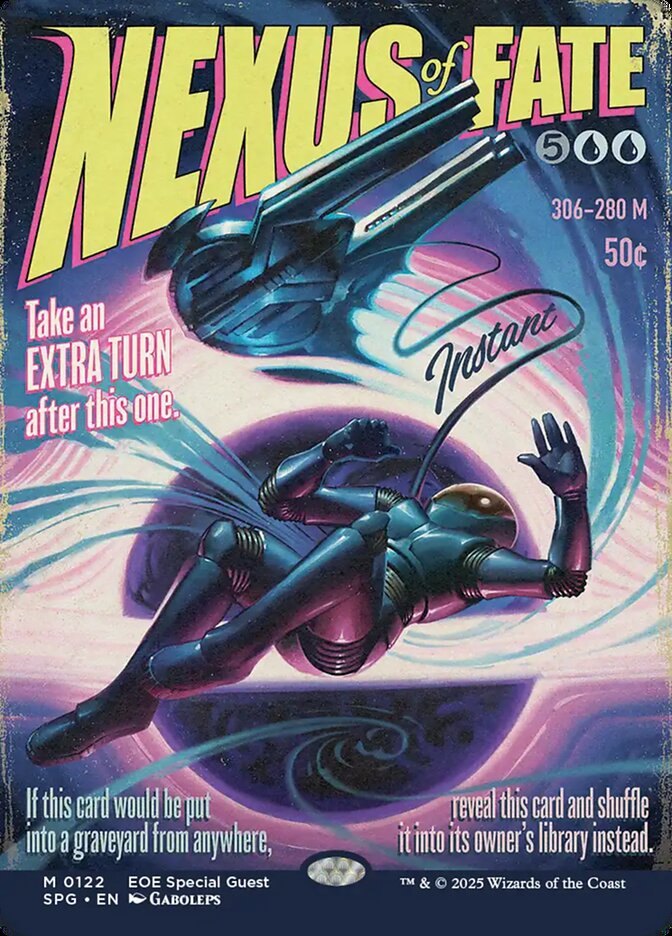 NEXUS of FATE
5
306–280 M
50¢
Instant
Take an
EXTRA TURN
after this one.
If this card would be put
into a graveyard from anywhere,
reveal this card and shuffle
it into its owner's library instead.
M 0122 EOE Special Guest
SPG • EN GABOLEPS
™ & © 2025 Wizards of the Coast